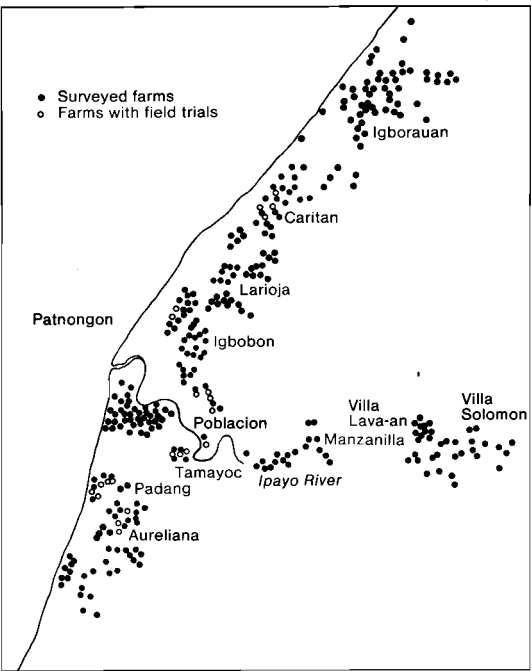 Surveyed farms
Farms with field trials
Igborauan
Caritan
Larioja
Patnongon
Igbobon
Villa
Lava-an
Villa
Solomon
Poblacion
Manzanilla
Tamayoc
Ipayo River
Padang
Aureliana